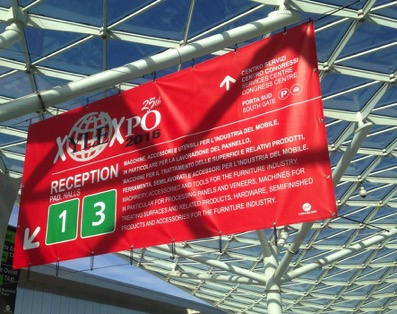 XYLEXPO
25th
2016
CENTRO SERVIZI
CENTRO CONGRESSI
SERVICES CENTRE
CONGRESS CENTRE
PORTA SUD
SOUTH GATE
P
RECEPTION
PAD. HALLS
1 3
MACCHINE, ACCESSORI E UTENSILI PER L'INDUSTRIA DEL MOBILE,
IN PARTICOLARE PER LA LAVORAZIONE DEL PANNELLO,
MACCHINE PER IL TRATTAMENTO DELLE SUPERFICI E RELATIVI PRODOTTI,
FERRAMENTA, SEMILAVORATI E ACCESSORI PER L'INDUSTRIA DEL MOBILE.
MACHINERY, ACCESSORIES AND TOOLS FOR THE FURNITURE INDUSTRY,
IN PARTICULAR FOR PROCESSING PANELS AND VENEERS, MACHINES FOR
TREATING SURFACES AND RELATED PRODUCTS, HARDWARE, SEMIFINISHED
PRODUCTS AND ACCESSORIES FOR THE FURNITURE INDUSTRY.